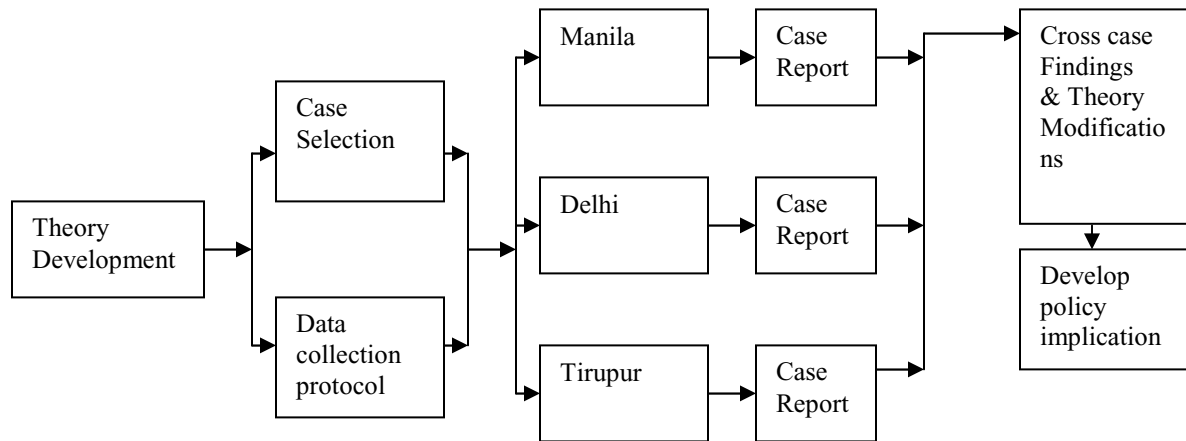 Theory
Development
Case
Selection
Data
collection
protocol
Manila
Case
Report
Delhi
Case
Report
Tirupur
Case
Report
Cross case
Findings
& Theory
Modificatio
ns
Develop
policy
implication